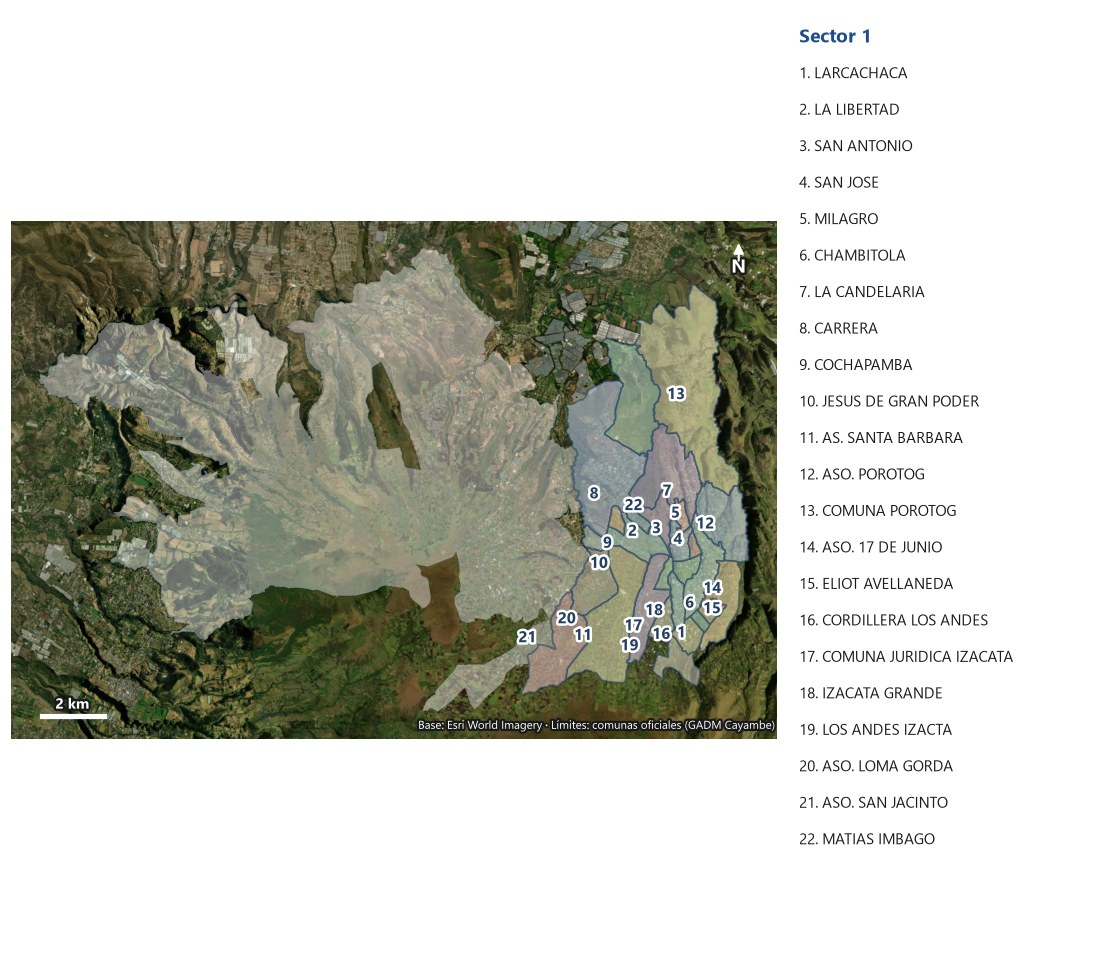 Sector 1
1. LARCACHACA
2. LA LIBERTAD
3. SAN ANTONIO
4. SAN JOSE
5. MILAGRO
6. CHAMBITOLA
7. LA CANDELARIA
8. CARRERA
9. COCHAPAMBA
10. JESUS DE GRAN PODER
11. AS. SANTA BARBARA
12. ASO. POROTOG
13. COMUNA POROTOG
14. ASO. 17 DE JUNIO
15. ELIOT AVELLANEDA
16. CORDILLERA LOS ANDES
17. COMUNA JURIDICA IZACATA
18. IZACATA GRANDE
19. LOS ANDES IZACTA
20. ASO. LOMA GORDA
21. ASO. SAN JACINTO
22. MATIAS IMBAGO
N
13
8
7
22
5
12
2
3
4
9
10
14
6
15
18
20
17
21
11
16
1
19
2 km
Base: Esri World Imagery · Límites: comunas oficiales (GADM Cayambe)